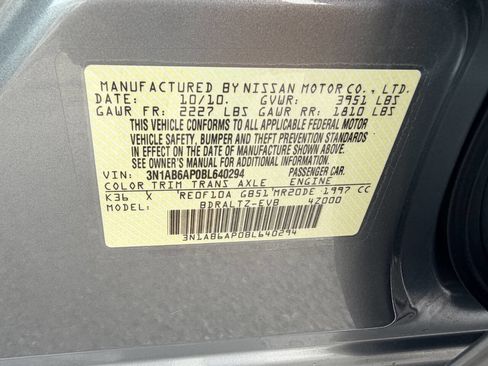 MANUFACTURED BY NISSAN MOTOR CO., LTD.
DATE: 10/10. GVWR: 3951 LBS
GAWR FR: 2227 LBS GAWR RR: 1810 LBS
THIS VEHICLE CONFORMS TO ALL APPLICABLE FEDERAL MOTOR
VEHICLE SAFETY, BUMPER AND THEFT PREVENTION STANDARDS
IN EFFECT ON THE DATE OF MANUFACTURE SHOWN ABOVE.
SEE OWNER'S MANUAL FOR ADDITIONAL INFORMATION
VIN: 3N1AB6AP0BL640294 PASSENGER CAR.
COLOR TRIM TRANS AXLE ENGINE
K36 X RE0F10A GB51 MR20DE 1997 CC
MODEL: BDRALTZ-EVB 4Z000
3N1AB6AP0BL640294